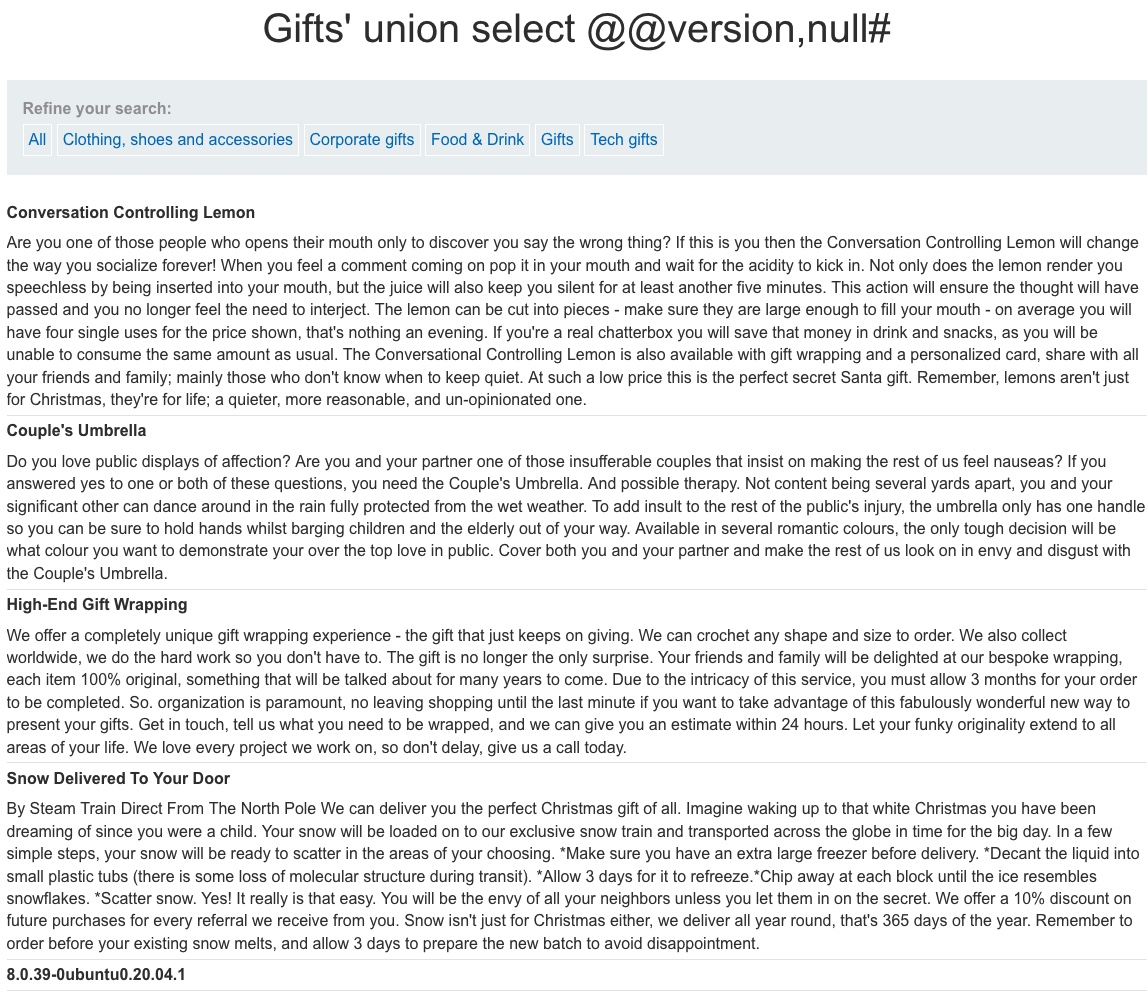 Gifts' union select @@version,null#
Refine your search:
All Clothing, shoes and accessories Corporate gifts Food & Drink Gifts Tech gifts
Conversation Controlling Lemon
Are you one of those people who opens their mouth only to discover you say the wrong thing? If this is you then the Conversation Controlling Lemon will change
the way you socialize forever! When you feel a comment coming on pop it in your mouth and wait for the acidity to kick in. Not only does the lemon render you
speechless by being inserted into your mouth, but the juice will also keep you silent for at least another five minutes. This action will ensure the thought will have
passed and you no longer feel the need to interject. The lemon can be cut into pieces - make sure they are large enough to fill your mouth - on average you will
have four single uses for the price shown, that's nothing an evening. If you're a real chatterbox you will save that money in drink and snacks, as you will be
unable to consume the same amount as usual. The Conversational Controlling Lemon is also available with gift wrapping and a personalized card, share with all
your friends and family; mainly those who don't know when to keep quiet. At such a low price this is the perfect secret Santa gift. Remember, lemons aren't just
for Christmas, they're for life; a quieter, more reasonable, and un-opinionated one.
Couple's Umbrella
Do you love public displays of affection? Are you and your partner one of those insufferable couples that insist on making the rest of us feel nauseas? If you
answered yes to one or both of these questions, you need the Couple's Umbrella. And possible therapy. Not content being several yards apart, you and your
significant other can dance around in the rain fully protected from the wet weather. To add insult to the rest of the public's injury, the umbrella only has one handle
so you can be sure to hold hands whilst barging children and the elderly out of your way. Available in several romantic colours, the only tough decision will be
what colour you want to demonstrate your over the top love in public. Cover both you and your partner and make the rest of us look on in envy and disgust with
the Couple's Umbrella.
High-End Gift Wrapping
We offer a completely unique gift wrapping experience - the gift that just keeps on giving. We can crochet any shape and size to order. We also collect
worldwide, we do the hard work so you don't have to. The gift is no longer the only surprise. Your friends and family will be delighted at our bespoke wrapping,
each item 100% original, something that will be talked about for many years to come. Due to the intricacy of this service, you must allow 3 months for your order
to be completed. So. organization is paramount, no leaving shopping until the last minute if you want to take advantage of this fabulously wonderful new way to
present your gifts. Get in touch, tell us what you need to be wrapped, and we can give you an estimate within 24 hours. Let your funky originality extend to all
areas of your life. We love every project we work on, so don't delay, give us a call today.
Snow Delivered To Your Door
By Steam Train Direct From The North Pole We can deliver you the perfect Christmas gift of all. Imagine waking up to that white Christmas you have been
dreaming of since you were a child. Your snow will be loaded on to our exclusive snow train and transported across the globe in time for the big day. In a few
simple steps, your snow will be ready to scatter in the areas of your choosing. *Make sure you have an extra large freezer before delivery. *Decant the liquid into
small plastic tubs (there is some loss of molecular structure during transit). *Allow 3 days for it to refreeze.*Chip away at each block until the ice resembles
snowflakes. *Scatter snow. Yes! It really is that easy. You will be the envy of all your neighbors unless you let them in on the secret. We offer a 10% discount on
future purchases for every referral we receive from you. Snow isn't just for Christmas either, we deliver all year round, that's 365 days of the year. Remember to
order before your existing snow melts, and allow 3 days to prepare the new batch to avoid disappointment.
8.0.39-0ubuntu0.20.04.1